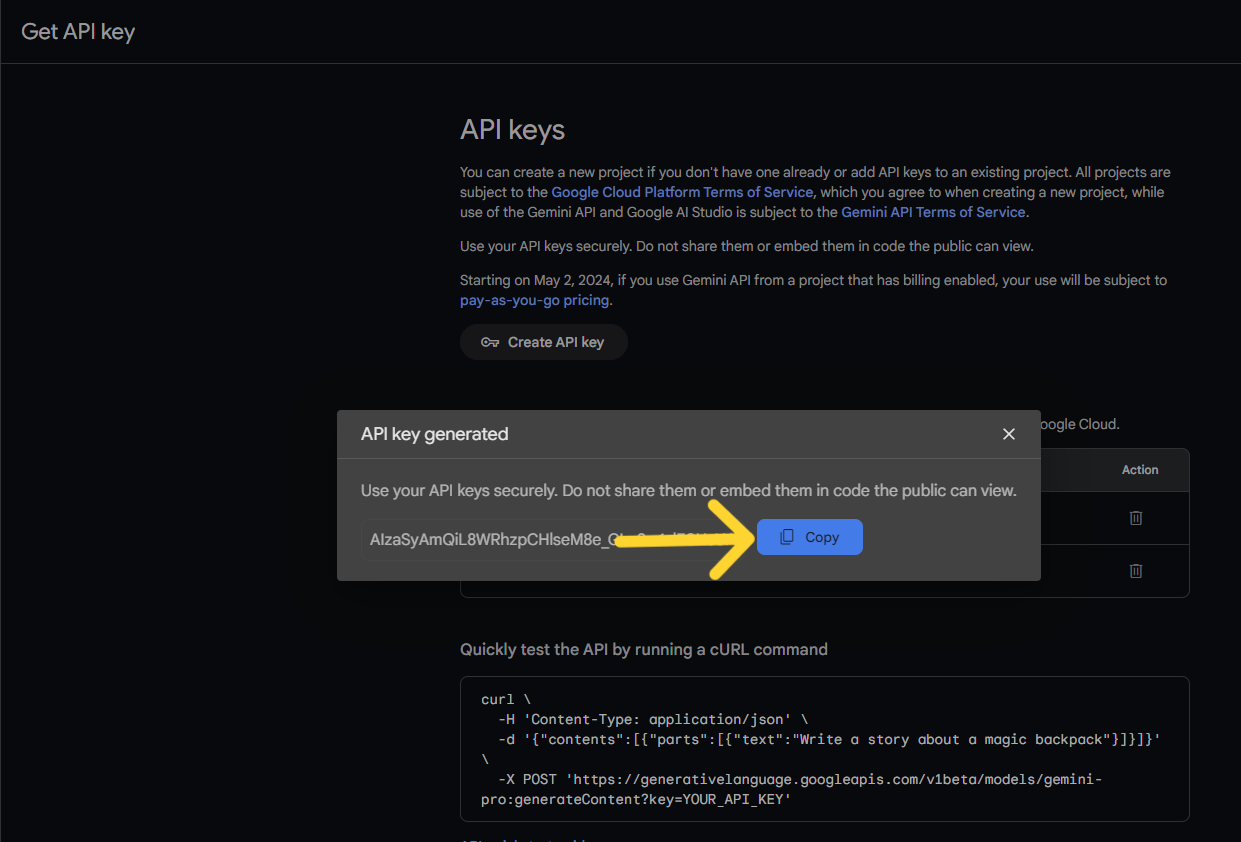 Get API key
API keys
You can create a new project if you don't have one already or add API keys to an existing project. All projects are
subject to the Google Cloud Platform Terms of Service, which you agree to when creating a new project, while
use of the Gemini API and Google AI Studio is subject to the Gemini API Terms of Service.
Use your API keys securely. Do not share them or embed them in code the public can view.
Starting on May 2, 2024, if you use Gemini API from a project that has billing enabled, your use will be subject to
pay-as-you-go pricing.
Create API key
Cloud.
API key generated
Action
Use your API keys securely. Do not share them or embed them in code the public can view.
Copy
Quickly test the API by running a cURL command
curl \
-H 'Content-Type: application/json' \
-d '{"contents":[{"parts":[{"text":"Write a story about a magic backpack"}]}]}'
\
-X POST 'https://generativelanguage.googleapis.com/v1beta/models/gemini-
pro:generateContent?key=YOUR_API_KEY'